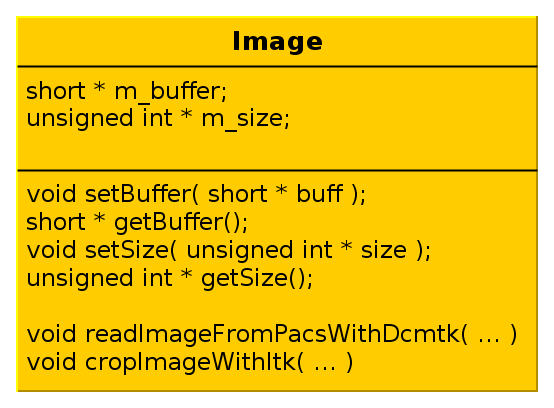 Image
short * m_buffer;
unsigned int * m_size;
void setBuffer( short * buff );
short * getBuffer();
void setSize( unsigned int * size );
unsigned int * getSize();
void readImageFromPacsWithDcmtk( ... )
void cropImageWithItk( ... )